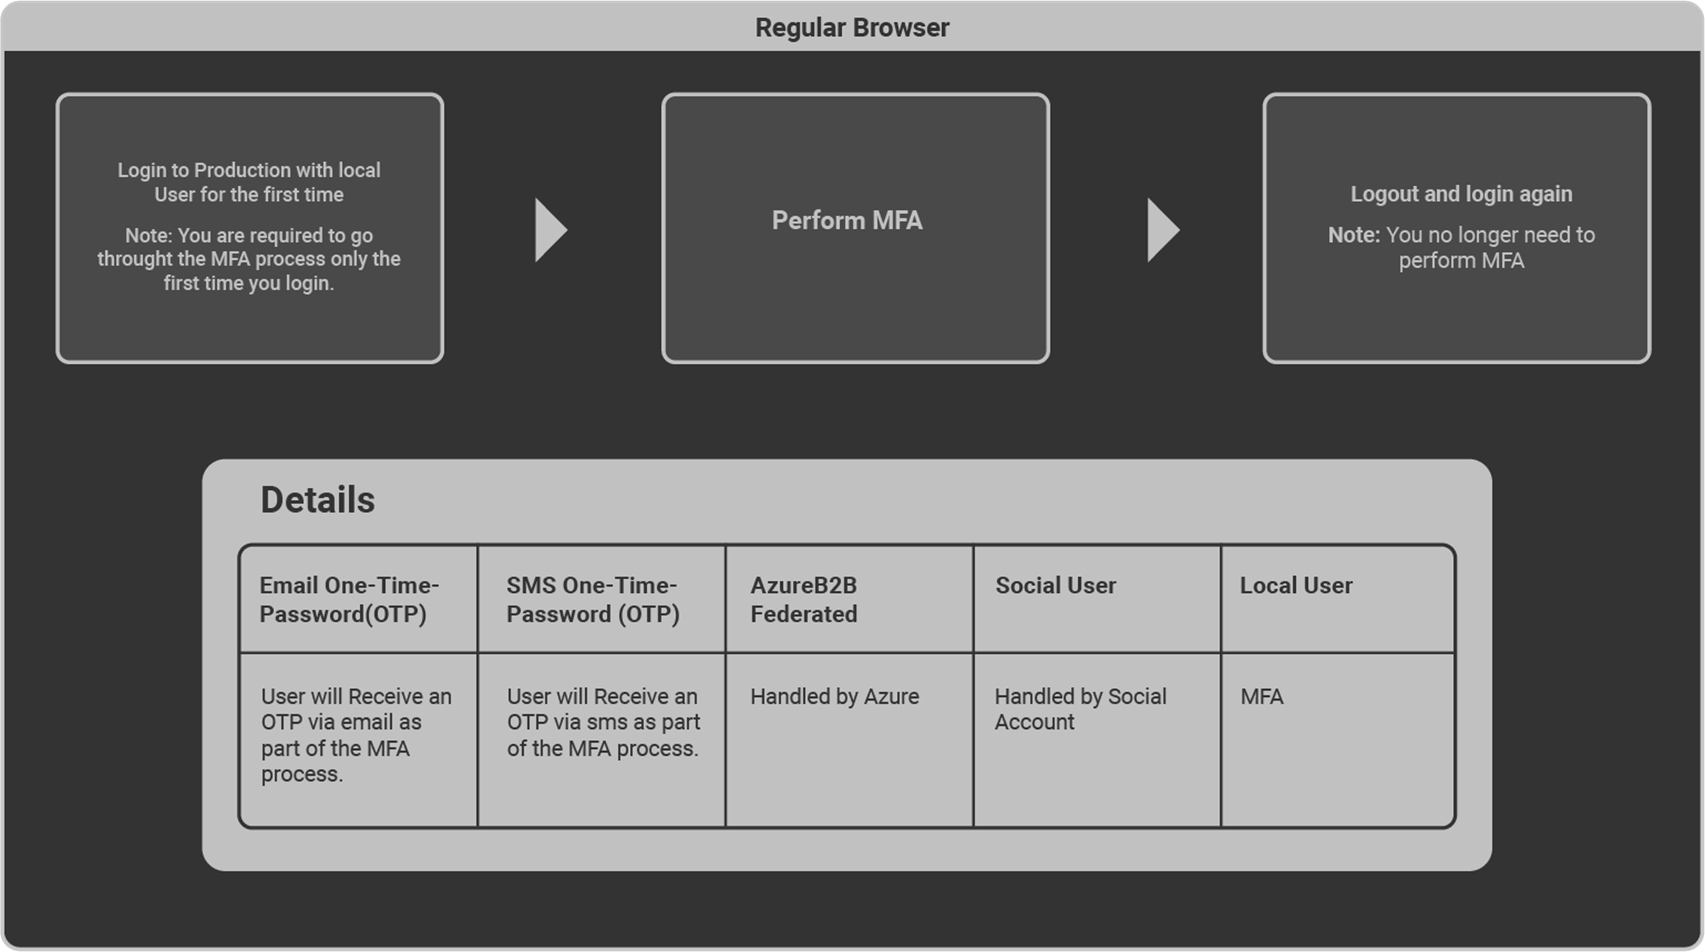 Regular Browser
Login to Production with local
User for the first time
Note: You are required to go
throught the MFA process only the
first time you login.
Perform MFA
Logout and login again
Note: You no longer need to
perform MFA
Details
Email One-Time-
Password(OTP)
SMS One-Time-
Password (OTP)
AzureB2B
Federated
Social User
Local User
User will Receive an
OTP via email as
part of the MFA
process.
User will Receive an
OTP via sms as part
of the MFA process.
Handled by Azure
Handled by Social
Account
MFA